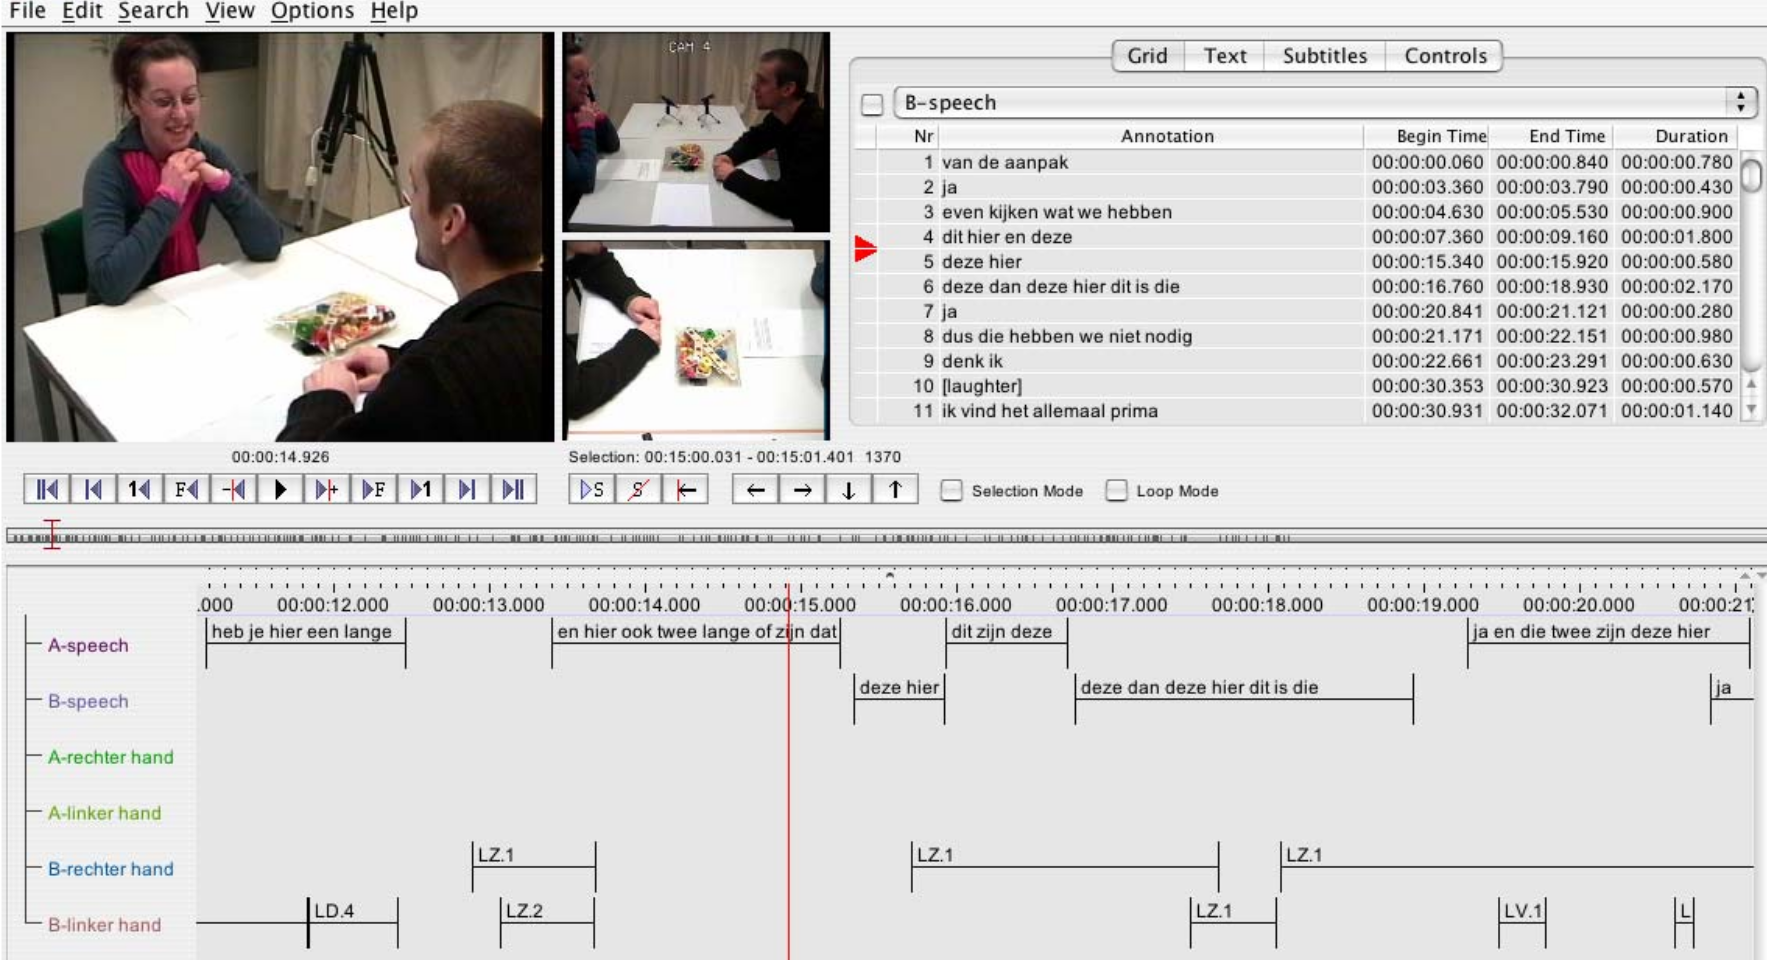 File Edit Search View Options Help
CAM 4
Grid Text Subtitles Controls
B-speech
Nr Annotation Begin Time End Time Duration
1 van de aanpak 00:00:00.060 00:00:00.840 00:00:00.780
2 ja 00:00:03.360 00:00:03.790 00:00:00.430
3 even kijken wat we hebben 00:00:04.630 00:00:05.530 00:00:00.900
4 dit hier en deze 00:00:07.360 00:00:09.160 00:00:01.800
5 deze hier 00:00:15.340 00:00:15.920 00:00:00.580
6 deze dan deze hier dit is die 00:00:16.760 00:00:18.930 00:00:02.170
7 ja 00:00:20.841 00:00:21.121 00:00:00.280
8 dus die hebben we niet nodig 00:00:21.171 00:00:22.151 00:00:00.980
9 denk ik 00:00:22.661 00:00:23.291 00:00:00.630
10 [laughter] 00:00:30.353 00:00:30.923 00:00:00.570
11 ik vind het allemaal prima 00:00:30.931 00:00:32.071 00:00:01.140
00:00:14.926
Selection: 00:15:00.031 - 00:15:01.401 1370
1 F F 1 S S Selection Mode Loop Mode
.000 00:00:12.000 00:00:13.000 00:00:14.000 00:00:15.000 00:00:16.000 00:00:17.000 00:00:18.000 00:00:19.000 00:00:20.000 00:00:21
A-speech heb je hier een lange en hier ook twee lange of zijn dat dit zijn deze ja en die twee zijn deze hier
B-speech deze hier deze dan deze hier dit is die ja
A-rechter hand
A-linker hand
B-rechter hand LZ.1 LZ.1 LZ.1
B-linker hand LD.4 LZ.2 LZ.1 LV.1 L